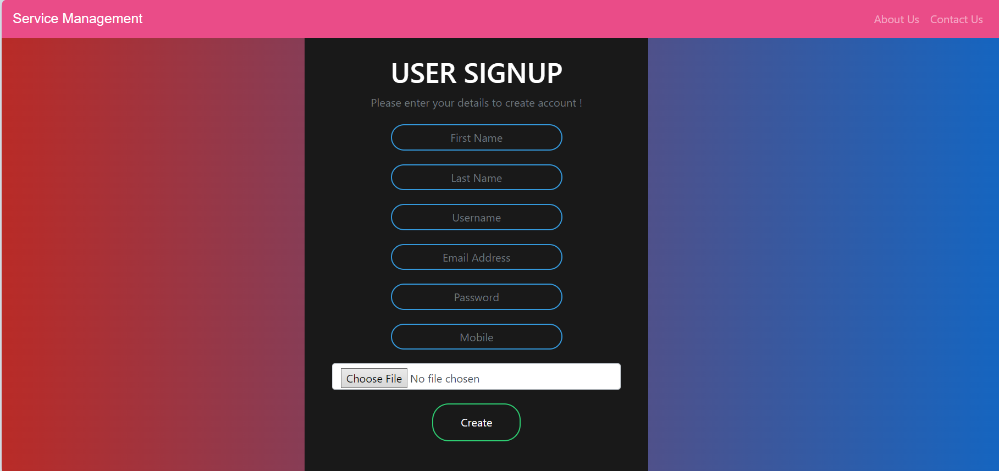 Service Management
About Us Contact Us
USER SIGNUP
Please enter your details to create account !
First Name
Last Name
Username
Email Address
Password
Mobile
Choose File No file chosen
Create